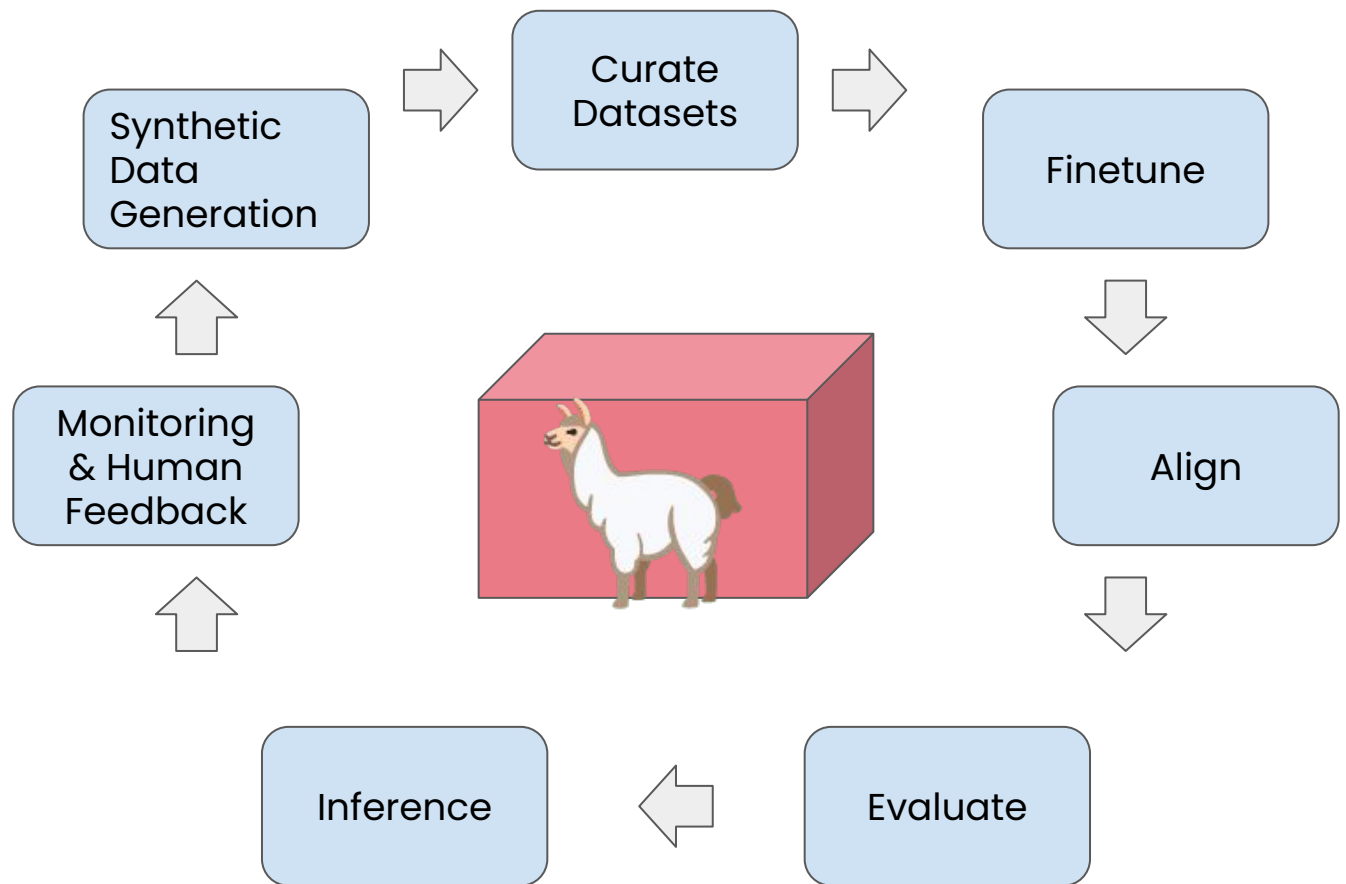 Curate
Datasets
Synthetic
Data
Generation
Finetune
Monitoring
& Human
Feedback
Align
Inference
Evaluate